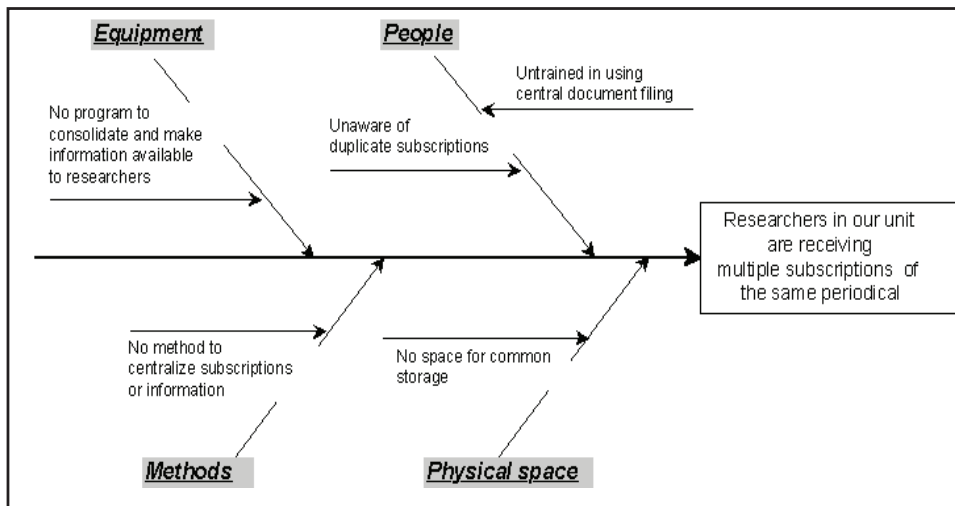 Equipment
People
Untrained in using
central document filing
No program to
consolidate and make
information available
to researchers
Unaware of
duplicate subscriptions
Researchers in our unit
are receiving
multiple subscriptions of
the same periodical
No method to
centralize subscriptions
or information
No space for common
storage
Methods
Physical space